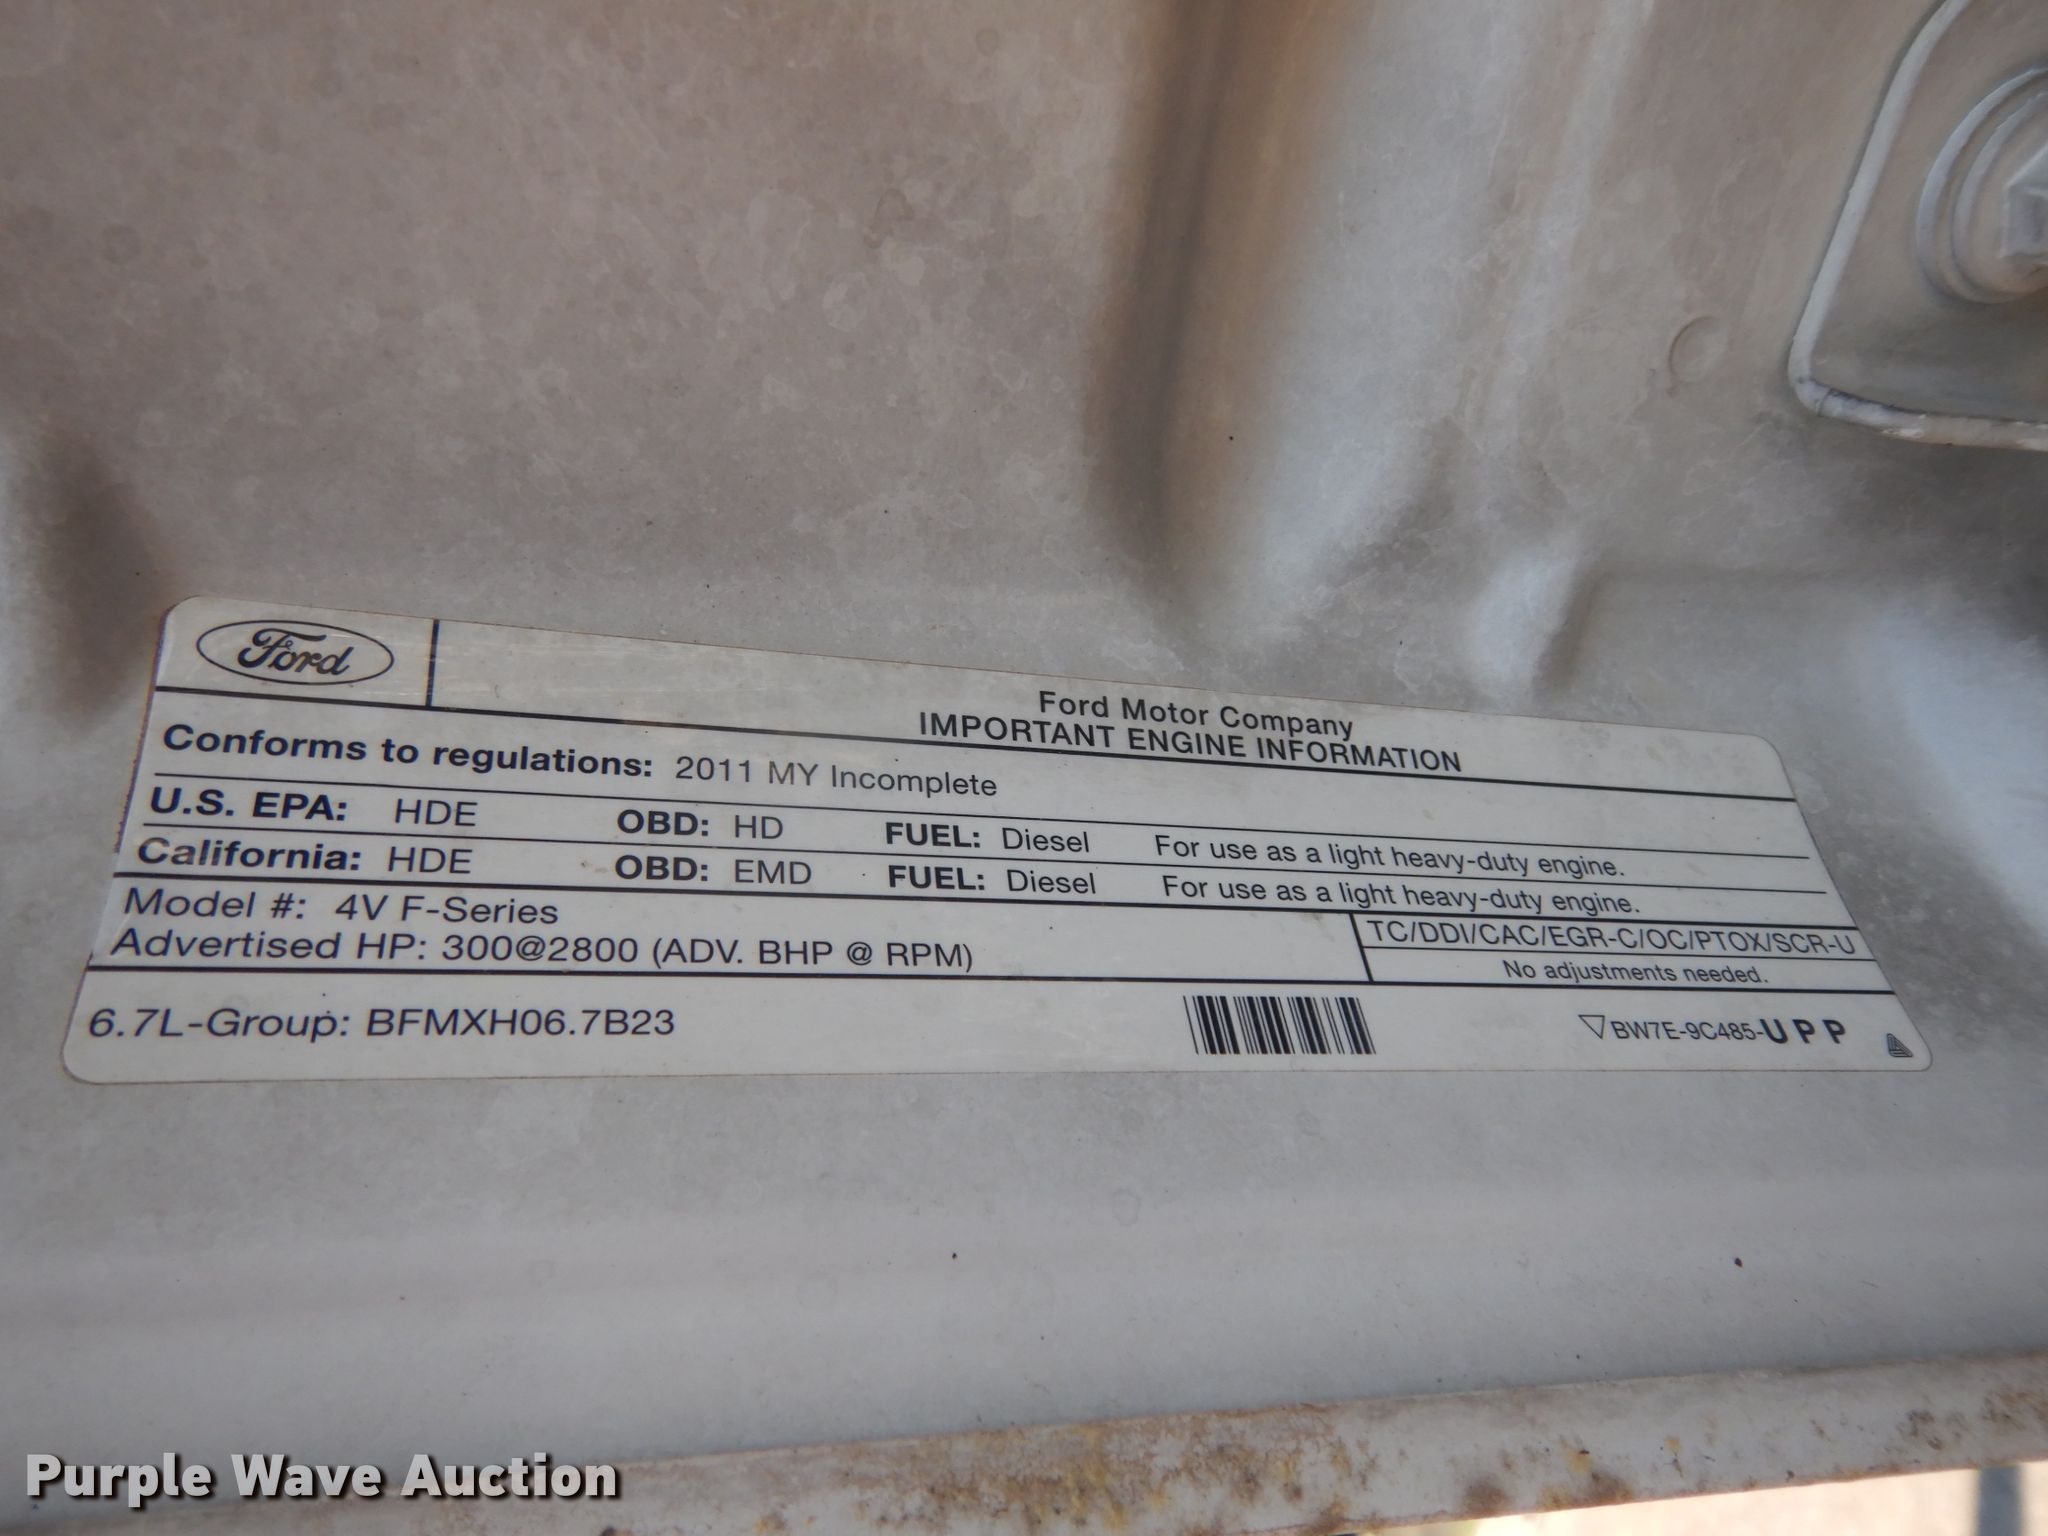 Ford
Ford Motor Company
IMPORTANT ENGINE INFORMATION
Conforms to regulations: 2011 MY Incomplete
U.S. EPA: HDE OBD: HD FUEL: Diesel For use as a light heavy-duty engine.
California: HDE OBD: EMD FUEL: Diesel For use as a light heavy-duty engine.
Model #: 4V F-Series
Advertised HP: 300@2800 (ADV. BHP @ RPM)
TC/DDI/CAC/EGR-C/OC/PTOX/SCR-U
No adjustments needed.
6.7L-Group: BFMXH06.7B23
BW7E-9C485-UPP
Purple Wave Auction